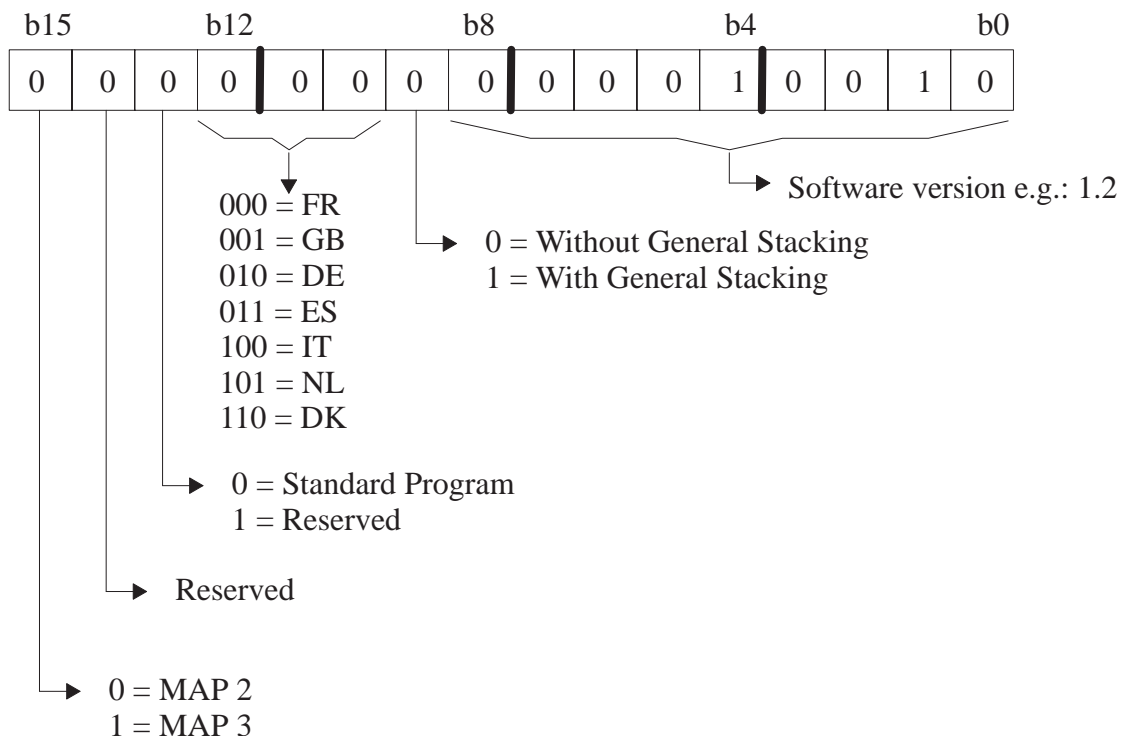 b15 b12 b8 b4 b0
0 0 0 0 0 0 0 0 0 0 0 1 0 0 1 0
Software version e.g.: 1.2
000 = FR
001 = GB
010 = DE
011 = ES
100 = IT
101 = NL
110 = DK
0 = Without General Stacking
1 = With General Stacking
0 = Standard Program
1 = Reserved
Reserved
0 = MAP 2
1 = MAP 3